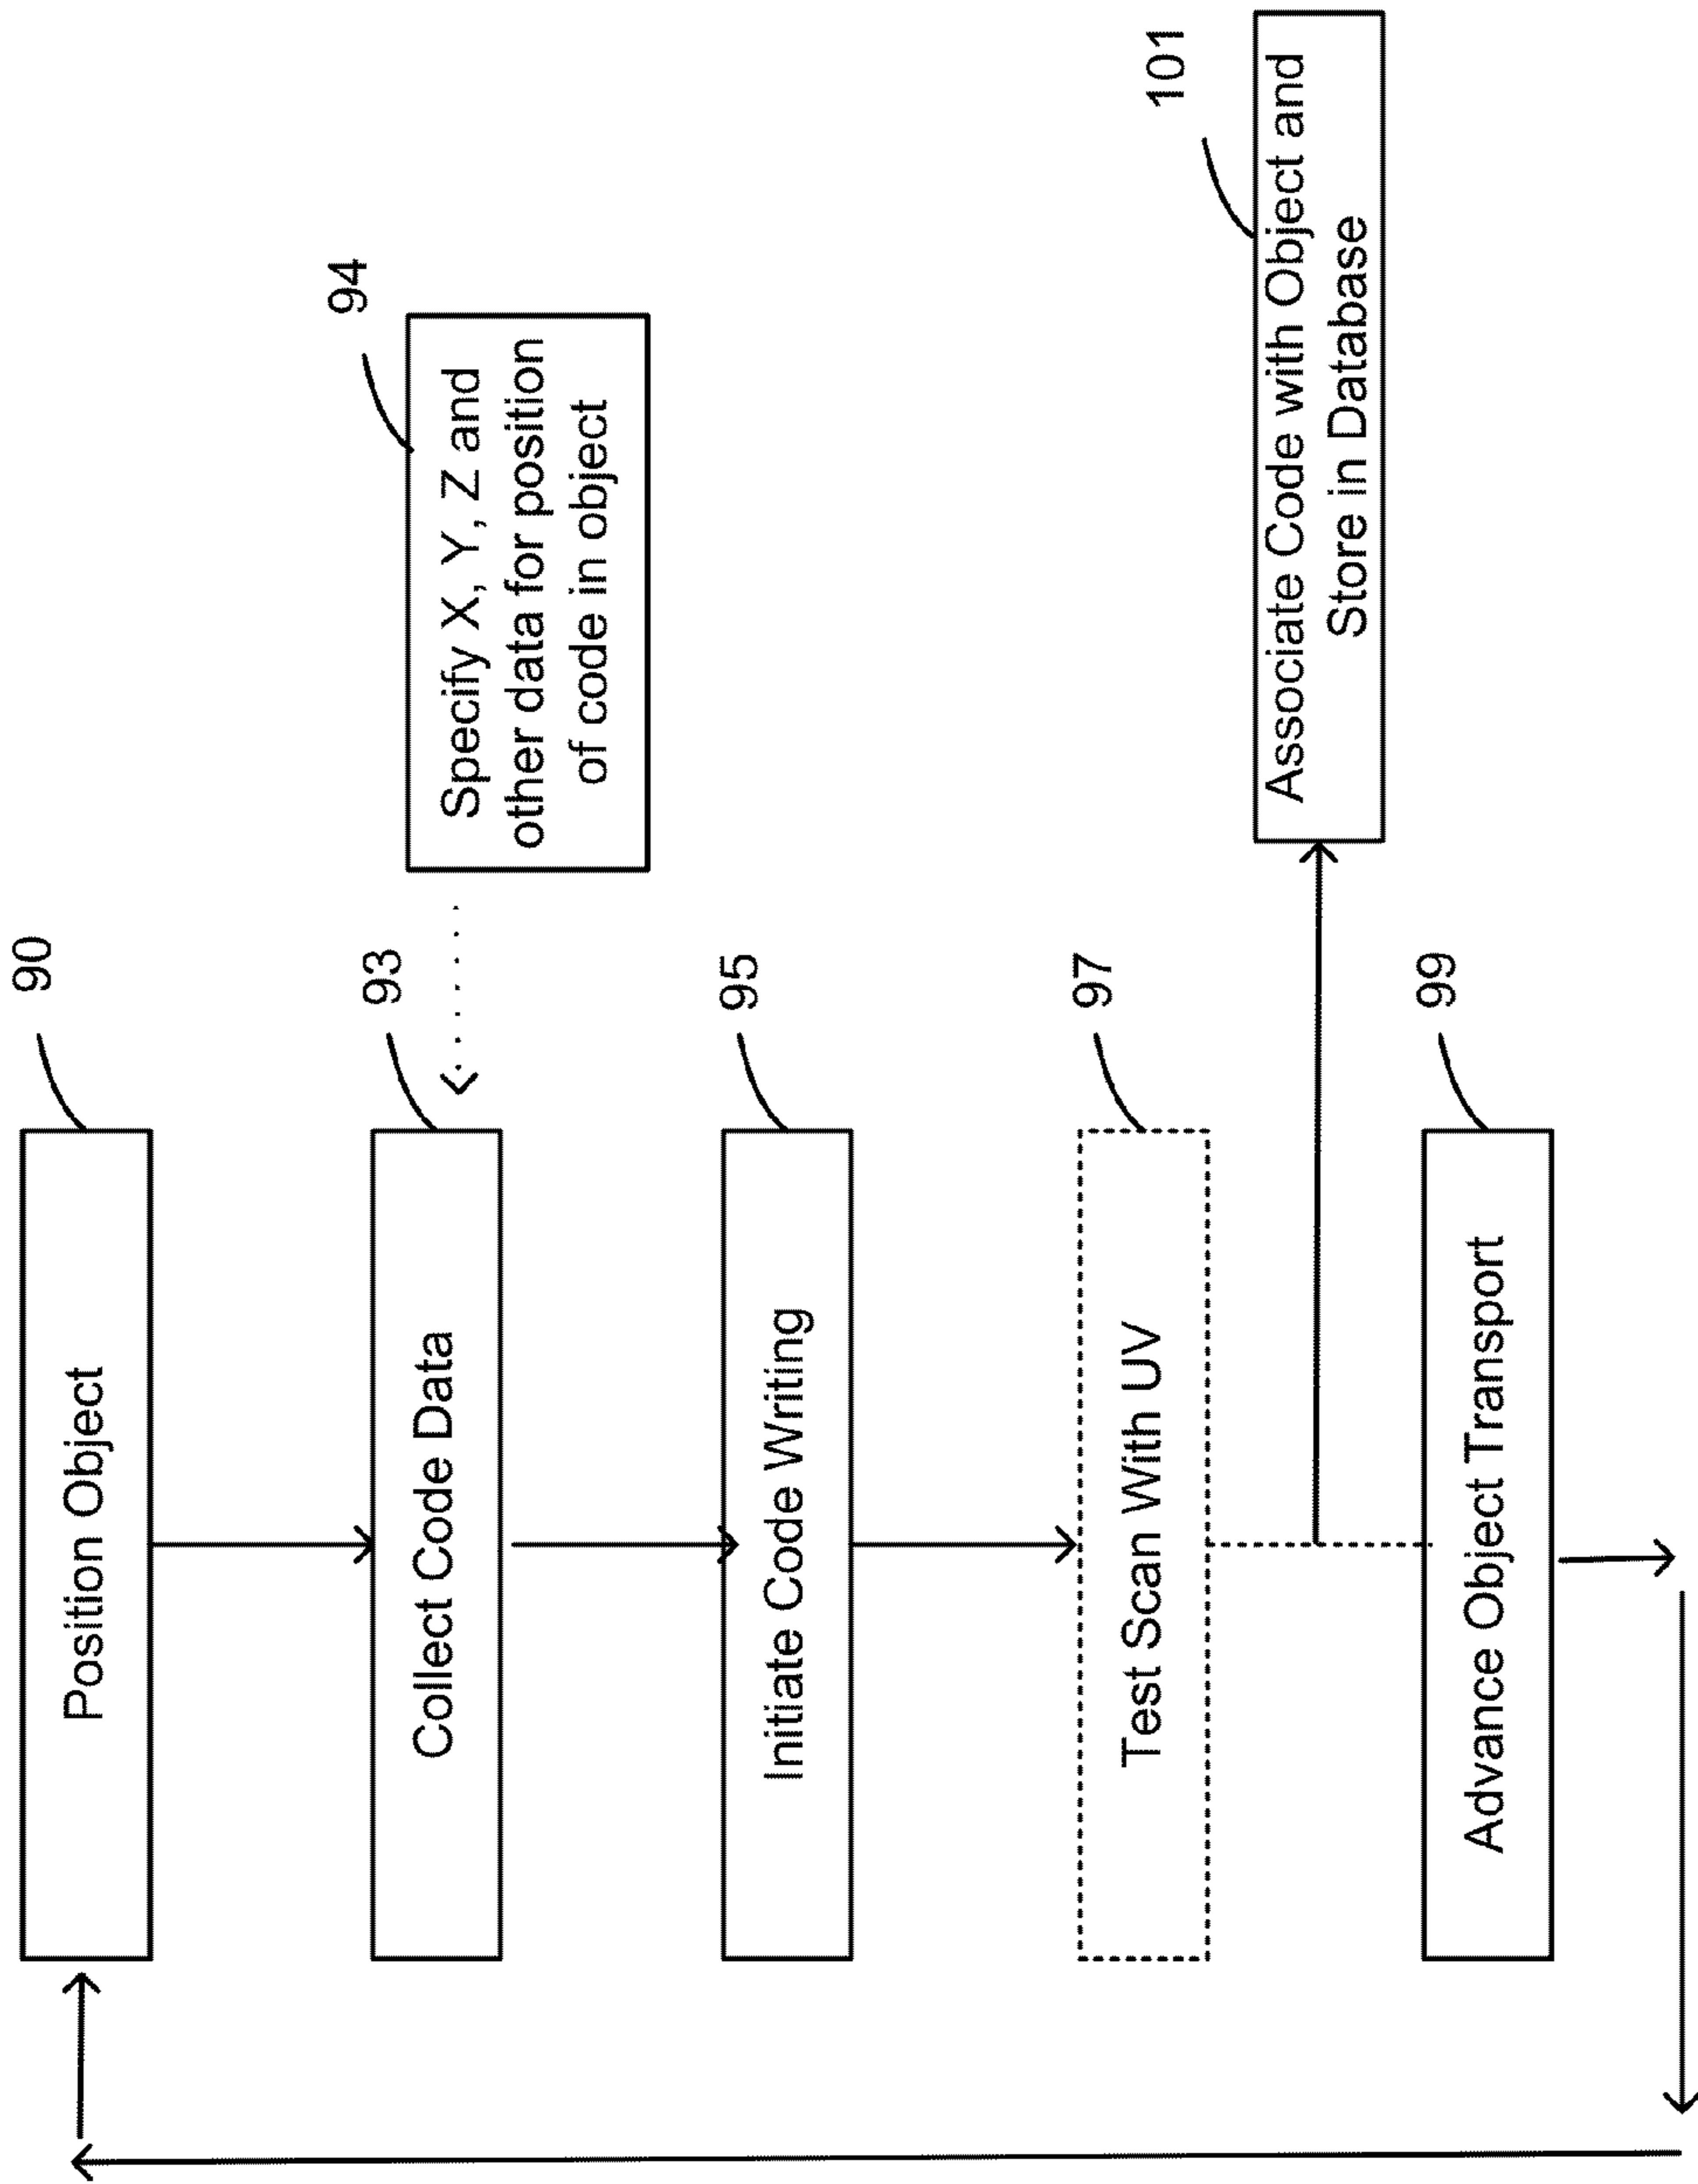 90
Position Object
93
Collect Code Data
94
Specify X, Y, Z and
other data for position
of code in object
95
Initiate Code Writing
97
Test Scan With UV
101
Associate Code with Object and
Store in Database
99
Advance Object Transport